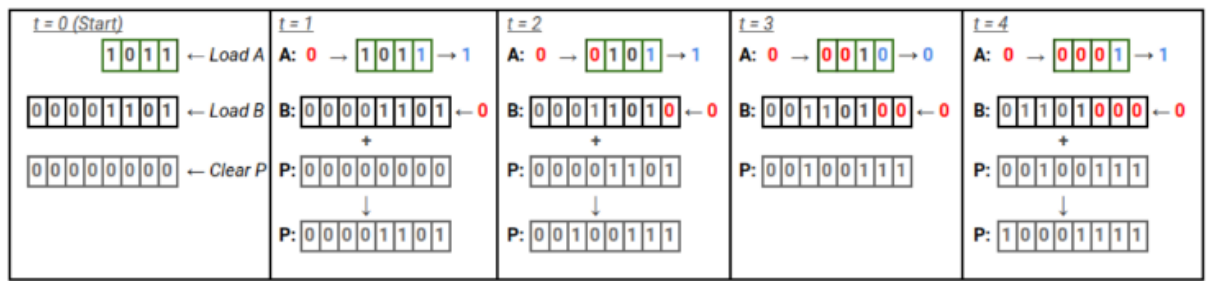 t = 0 (Start)
1 0 1 1 ← Load A
0 0 0 0 1 1 0 1 ← Load B
0 0 0 0 0 0 0 0 ← Clear P
t = 1
A: 0 → 1 0 1 1 → 1
B: 0 0 0 0 1 1 0 1 ← 0
+
P: 0 0 0 0 0 0 0 0
↓
P: 0 0 0 0 1 1 0 1
t = 2
A: 0 → 0 1 0 1 → 1
B: 0 0 0 1 1 0 1 0 ← 0
+
P: 0 0 0 0 1 1 0 1
↓
P: 0 0 1 0 0 1 1 1
t = 3
A: 0 → 0 0 1 0 → 0
B: 0 0 1 1 0 1 0 0 ← 0
P: 0 0 1 0 0 1 1 1
t = 4
A: 0 → 0 0 0 1 → 1
B: 0 1 1 0 1 0 0 0 ← 0
+
P: 0 0 1 0 0 1 1 1
↓
P: 1 0 0 0 1 1 1 1